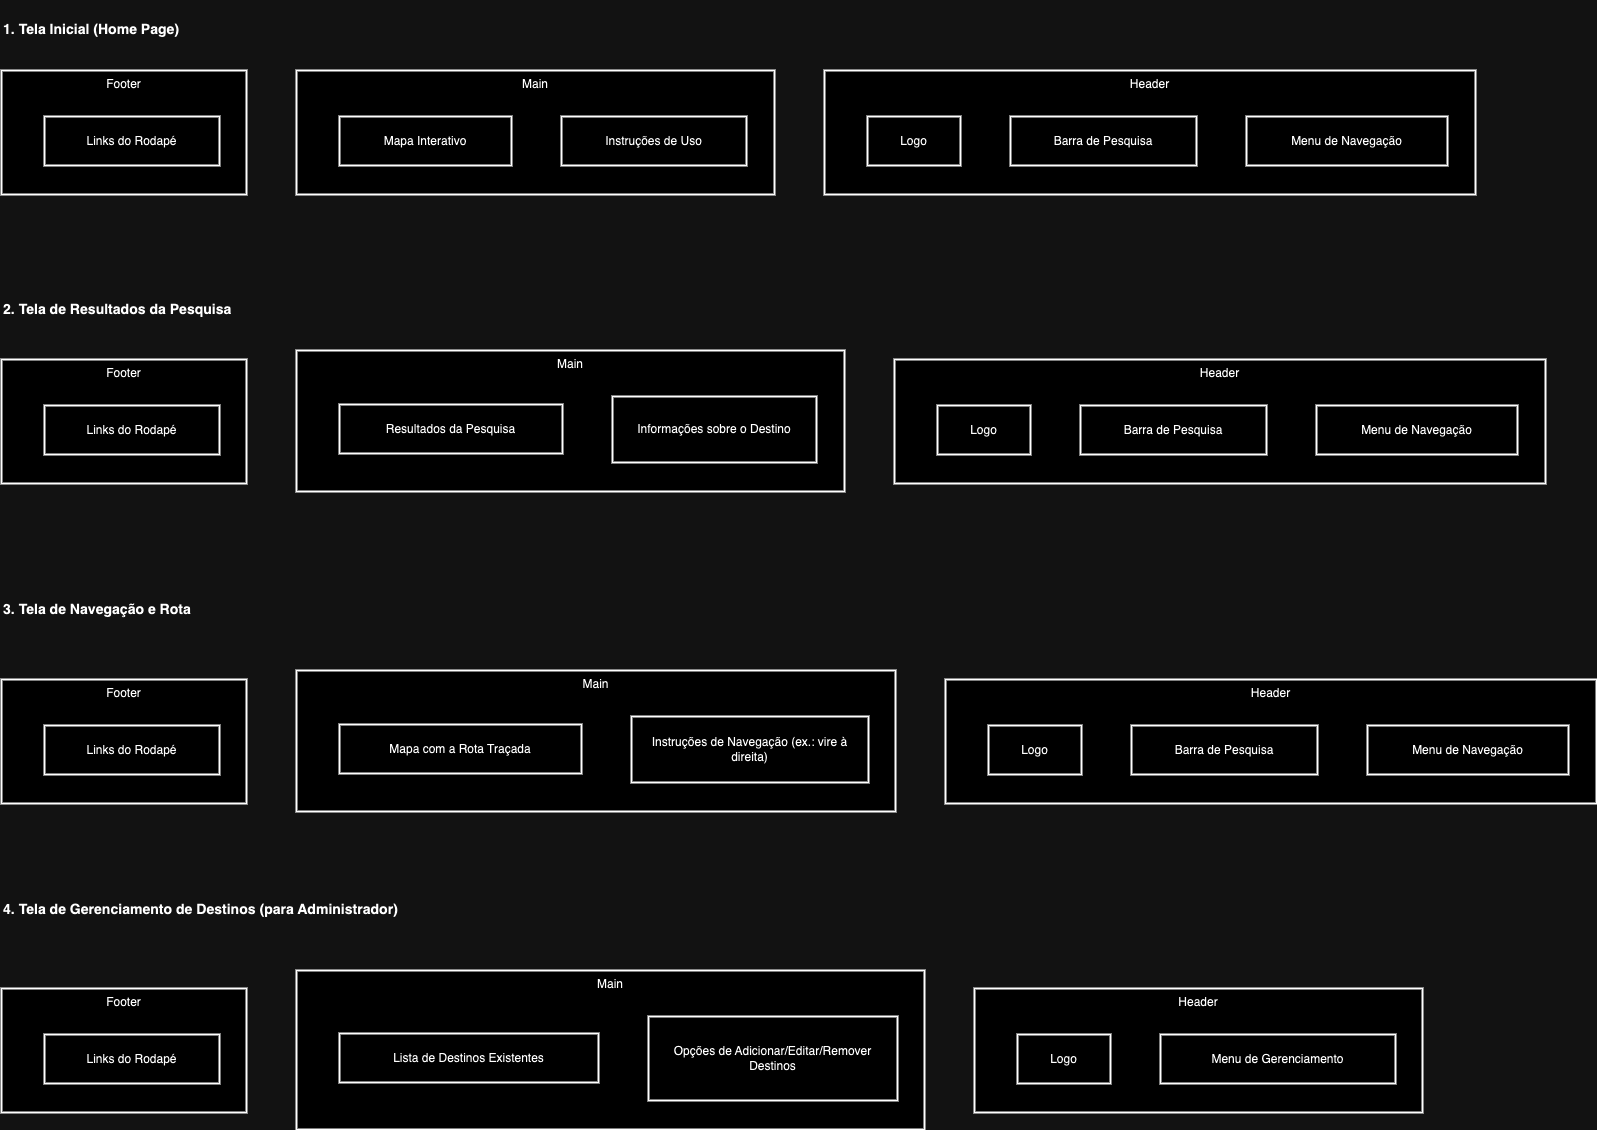 1. Tela Inicial (Home Page)
Footer
Links do Rodapé
Main
Mapa Interativo
Instruções de Uso
Header
Logo
Barra de Pesquisa
Menu de Navegação
2. Tela de Resultados da Pesquisa
Footer
Links do Rodapé
Main
Resultados da Pesquisa
Informações sobre o Destino
Header
Logo
Barra de Pesquisa
Menu de Navegação
3. Tela de Navegação e Rota
Footer
Links do Rodapé
Main
Mapa com a Rota Traçada
Instruções de Navegação (ex.: vire à
direita)
Header
Logo
Barra de Pesquisa
Menu de Navegação
4. Tela de Gerenciamento de Destinos (para Administrador)
Footer
Links do Rodapé
Main
Lista de Destinos Existentes
Opções de Adicionar/Editar/Remover
Destinos
Header
Logo
Menu de Gerenciamento